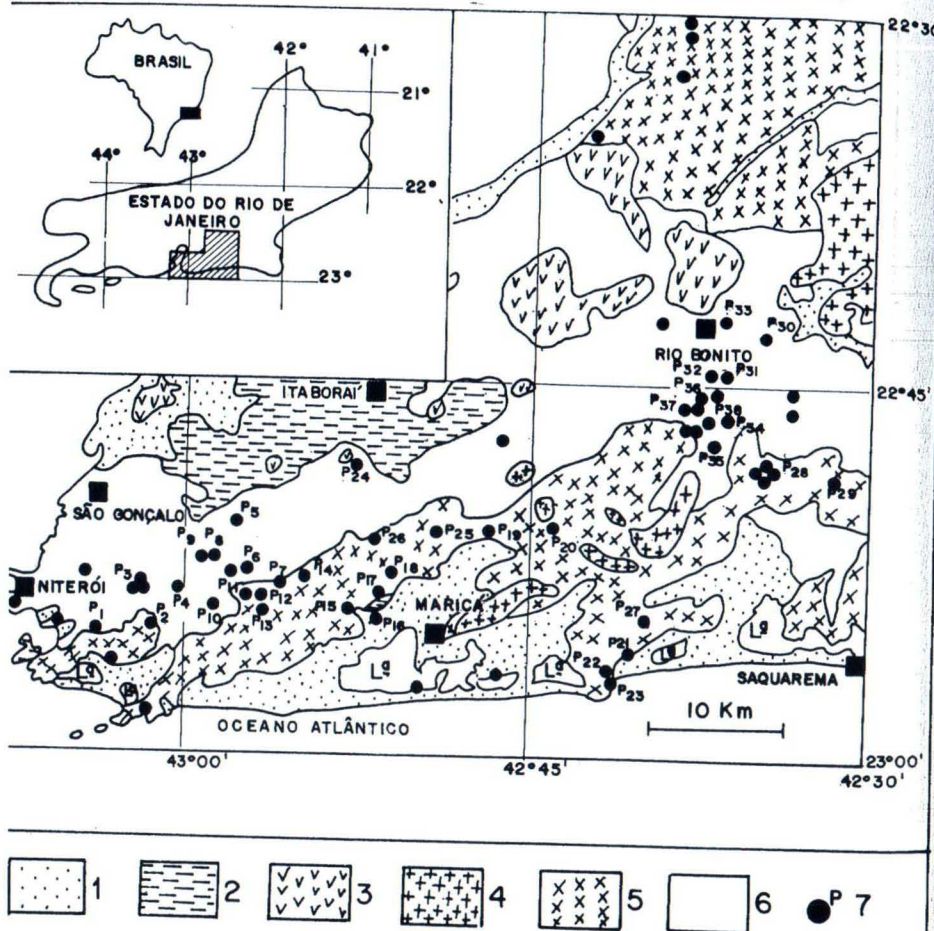 22°30'
BRASIL
42° 41°
21°
44° 43°
22°
ESTADO DO RIO DE
JANEIRO
23°
P33
P30
RIO BONITO
P32 P31
ITABORAÍ
22°45'
P36
P37 P38 P34
P35
P24
P28
P29
SÃO GONÇALO
P5
P9 P8
P26 P25 P19
P20
P6
P7 P14
P18
P17
NITERÓI
P3
P4
P11
P12
P10
P13
P15
P16
MARICÁ
P27
P1 P2
Lª
Lª
Lª
Lª
P21
P22
P23
SAQUAREMA
OCEANO ATLÂNTICO
10 Km
43°00' 42°45' 23°00'
42°30'
1 2 3 4 5 6 P 7